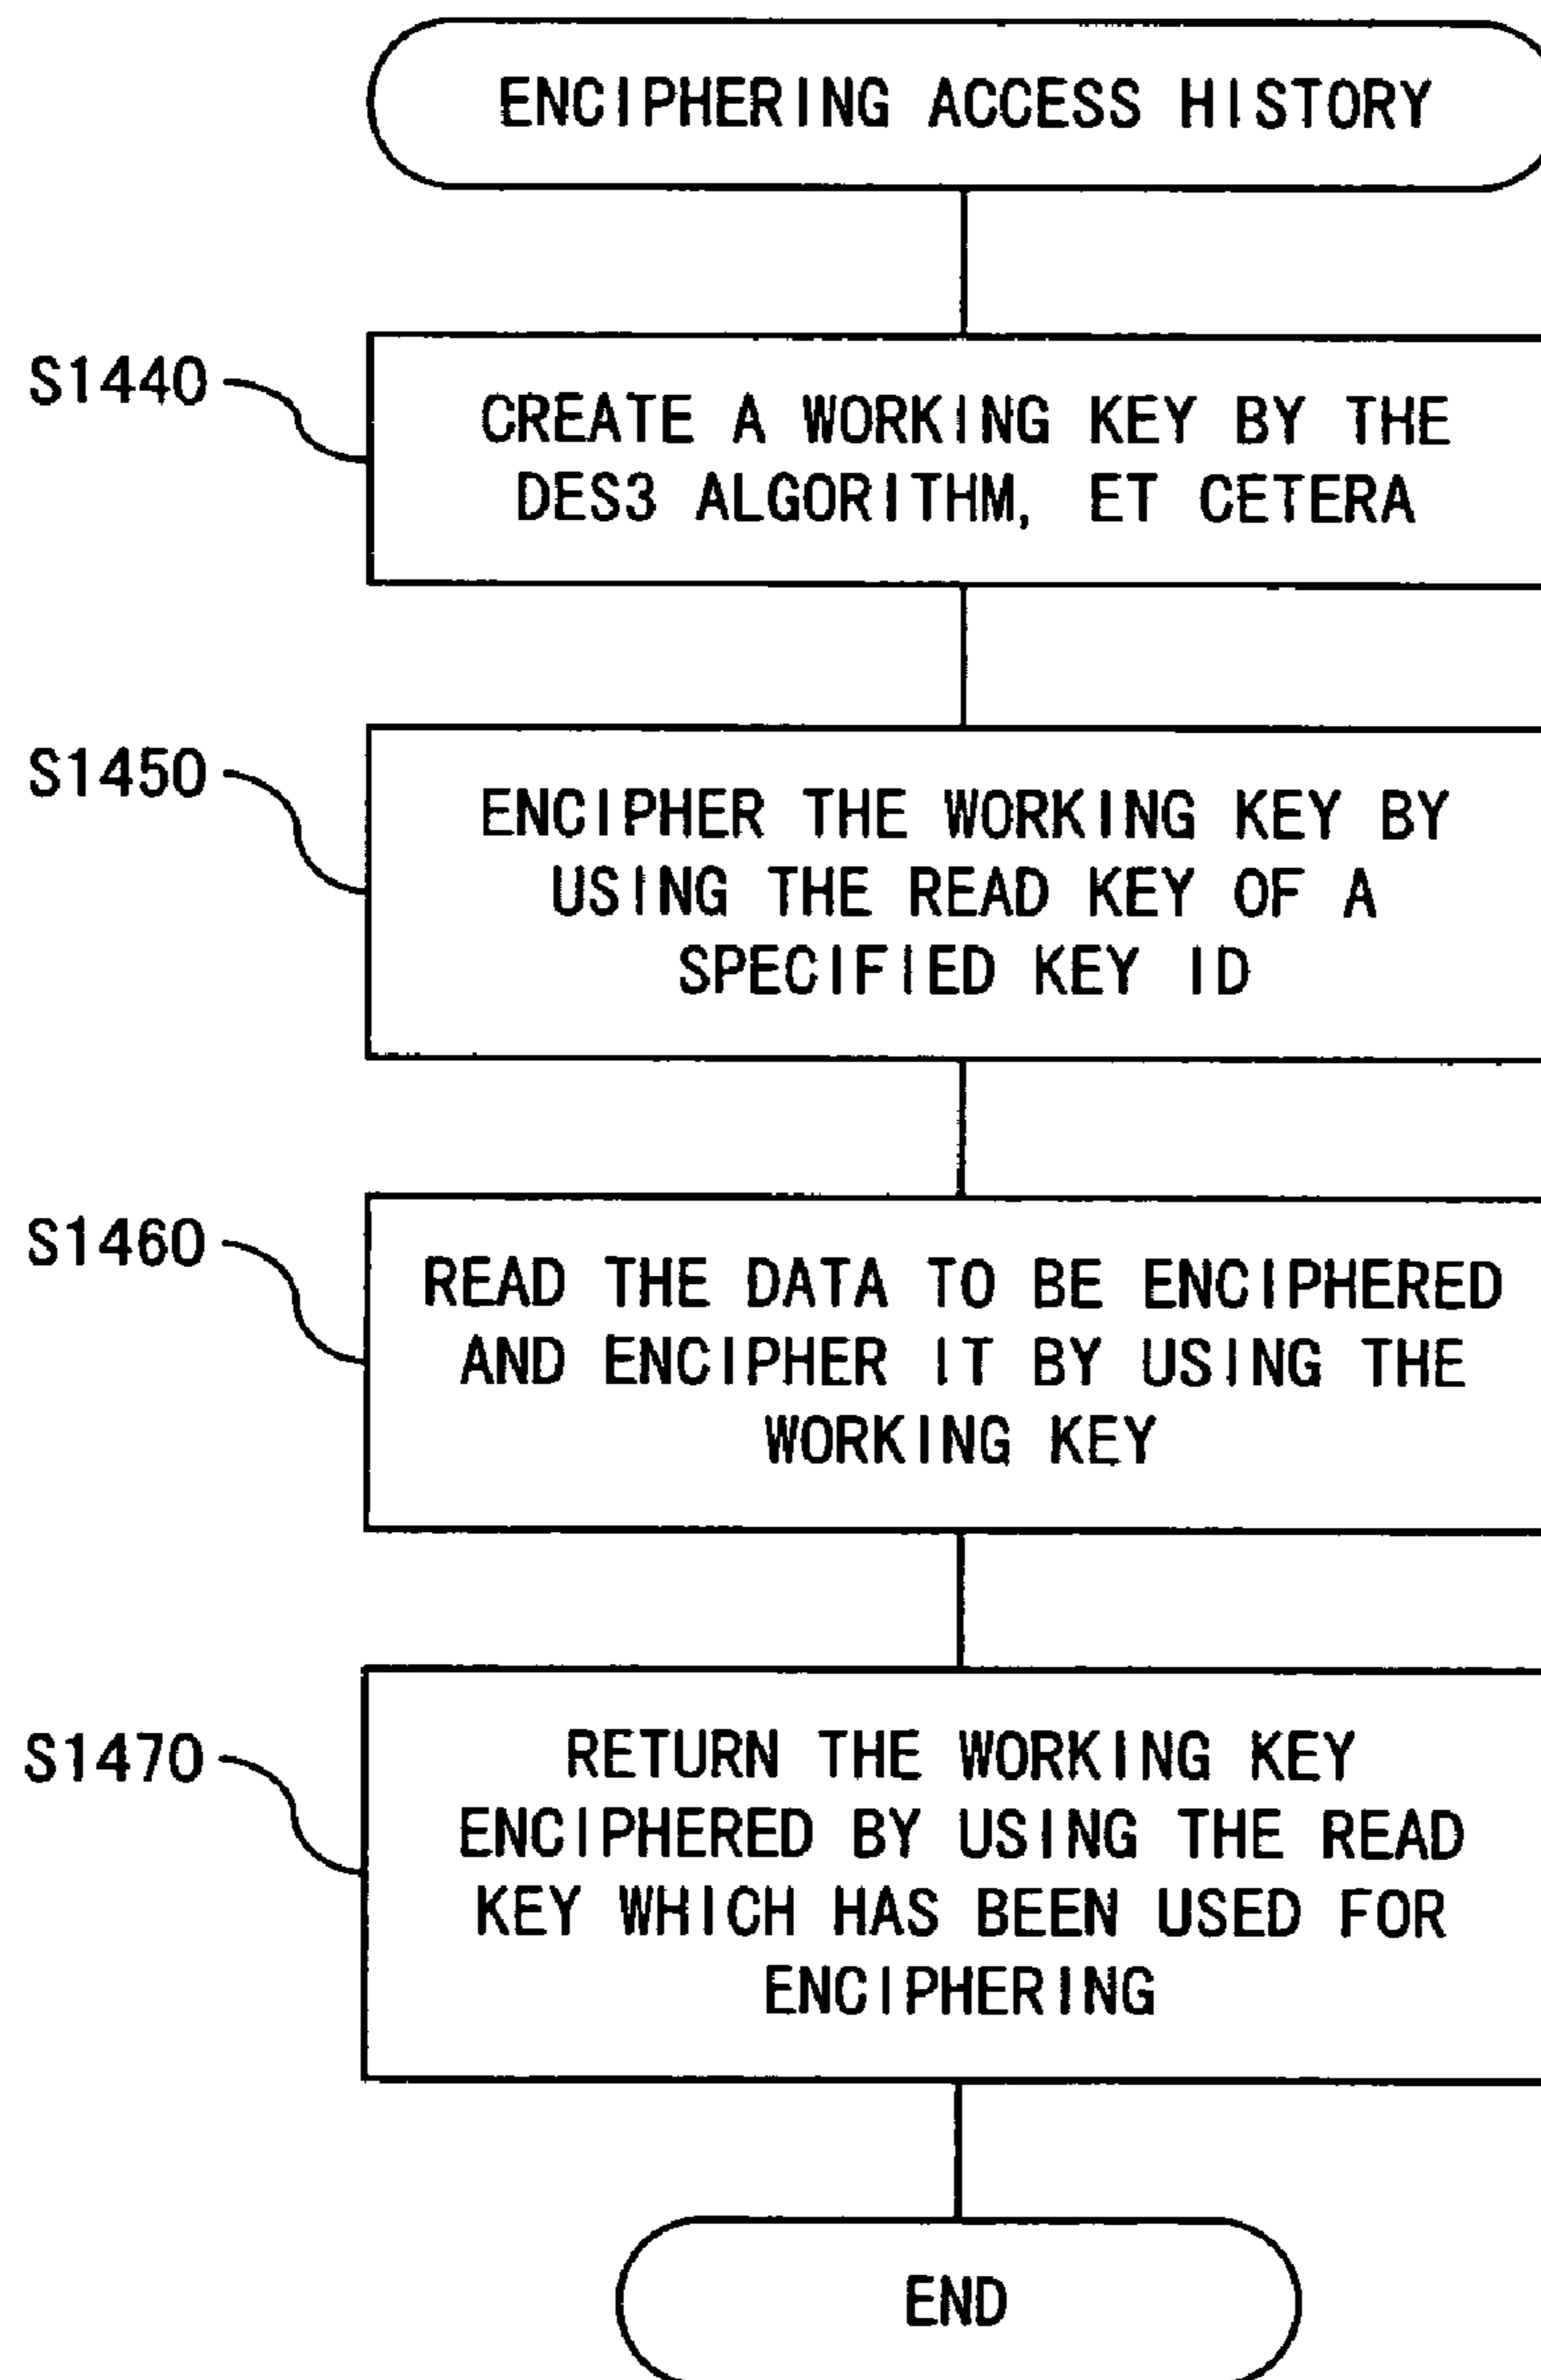 ENCIPHERING ACCESS HISTORY
S1440
CREATE A WORKING KEY BY THE
DES3 ALGORITHM, ET CETERA
S1450
ENCIPHER THE WORKING KEY BY
USING THE READ KEY OF A
SPECIFIED KEY ID
S1460
READ THE DATA TO BE ENCIPHERED
AND ENCIPHER IT BY USING THE
WORKING KEY
S1470
RETURN THE WORKING KEY
ENCIPHERED BY USING THE READ
KEY WHICH HAS BEEN USED FOR
ENCIPHERING
END